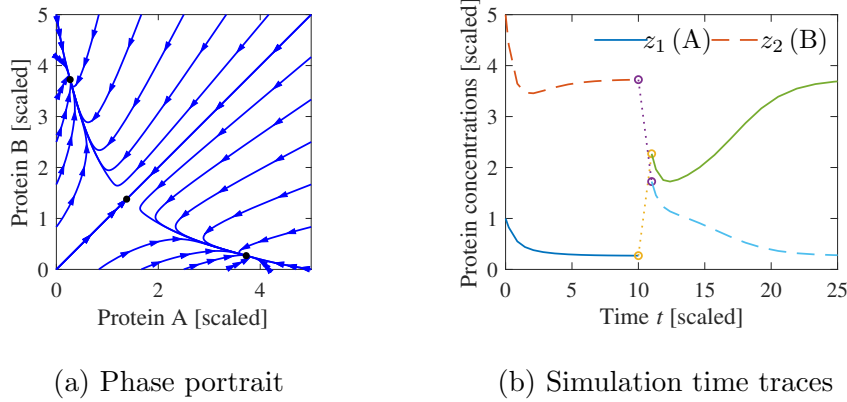 5
4
3
2
1
0
0
2
4
Protein B [scaled]
Protein A [scaled]
(a) Phase portrait
5
4
3
2
1
0
0
5
10
15
20
25
Protein concentrations [scaled]
z₁ (A)
z₂ (B)
Time t [scaled]
(b) Simulation time traces